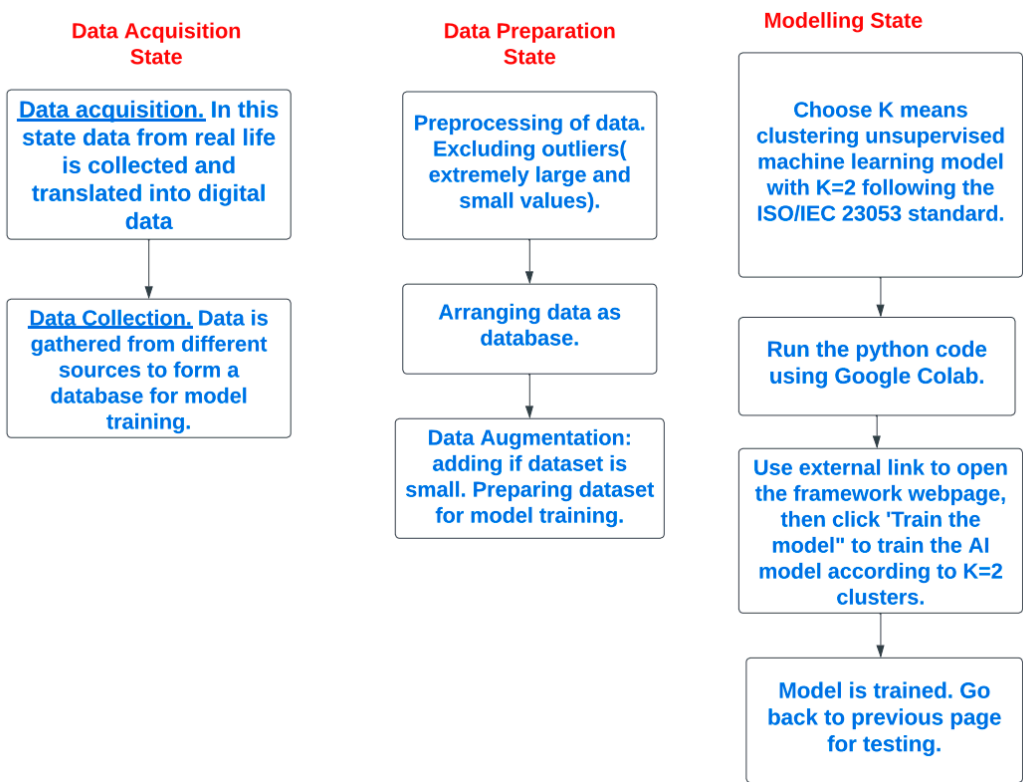 Data Acquisition
State
Data acquisition. In this
state data from real life
is collected and
translated into digital
data
Data Collection. Data is
gathered from different
sources to form a
database for model
training.
Data Preparation
State
Preprocessing of data.
Excluding outliers(
extremely large and
small values).
Arranging data as
database.
Data Augmentation:
adding if dataset is
small. Preparing dataset
for model training.
Modelling State
Choose K means
clustering unsupervised
machine learning model
with K=2 following the
ISO/IEC 23053 standard.
Run the python code
using Google Colab.
Use external link to open
the framework webpage,
then click 'Train the
model" to train the AI
model according to K=2
clusters.
Model is trained. Go
back to previous page
for testing.